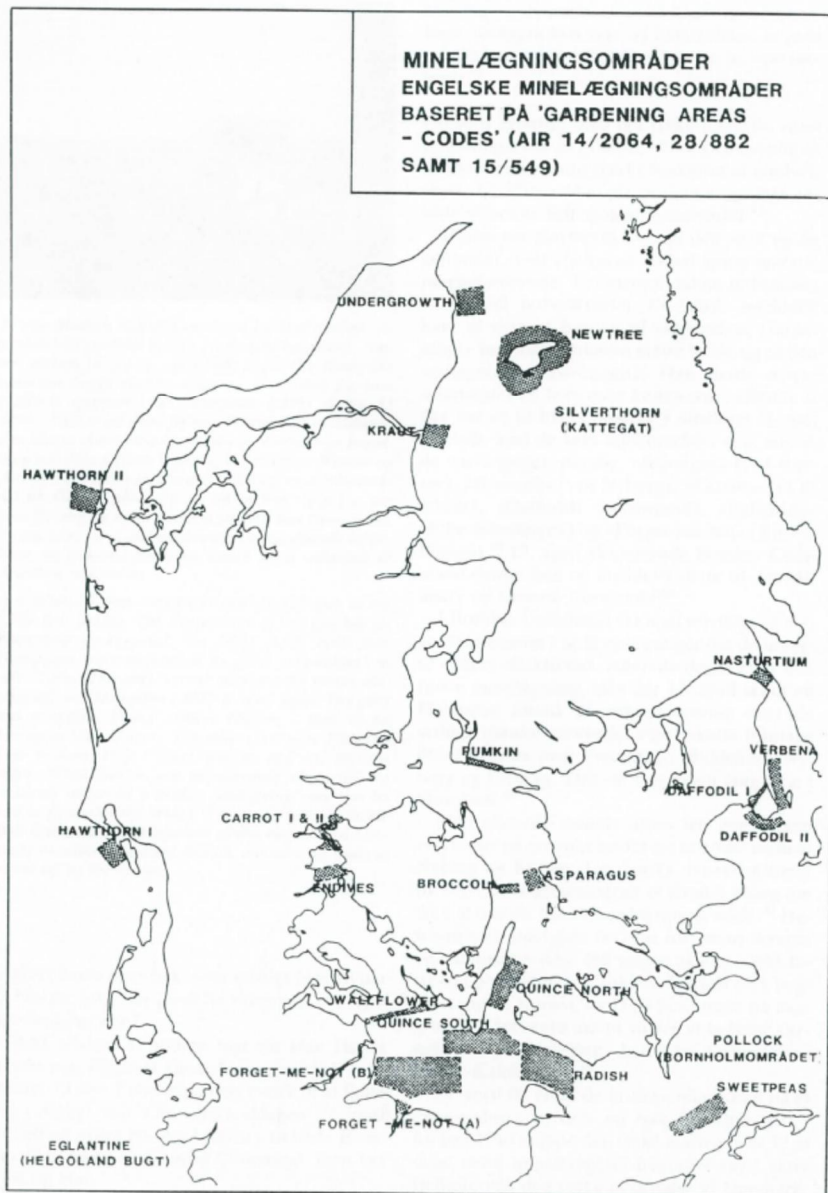 MINELÆGNINGSOMRÅDER
ENGELSKE MINELÆGNINGSOMRÅDER
BASERET PÅ 'GARDENING AREAS
- CODES' (AIR 14/2064, 28/882
SAMT 15/549)
UNDERGROWTH
NEWTREE
SILVERTHORN
(KATTEGAT)
KRAUT
HAWTHORN II
NASTURTIUM
PUMKIN
VERBENA
DAFFODIL I
CARROT I & II
DAFFODIL II
HAWTHORN I
ENDIVES
BROCCOLI
ASPARAGUS
QUINCE NORTH
WALLFLOWER
QUINCE SOUTH
POLLOCK
(BORNHOLMOMRÅDET)
FORGET-ME-NOT (B)
RADISH
SWEETPEAS
FORGET -ME-NOT (A)
EGLANTINE
(HELGOLAND BUGT)